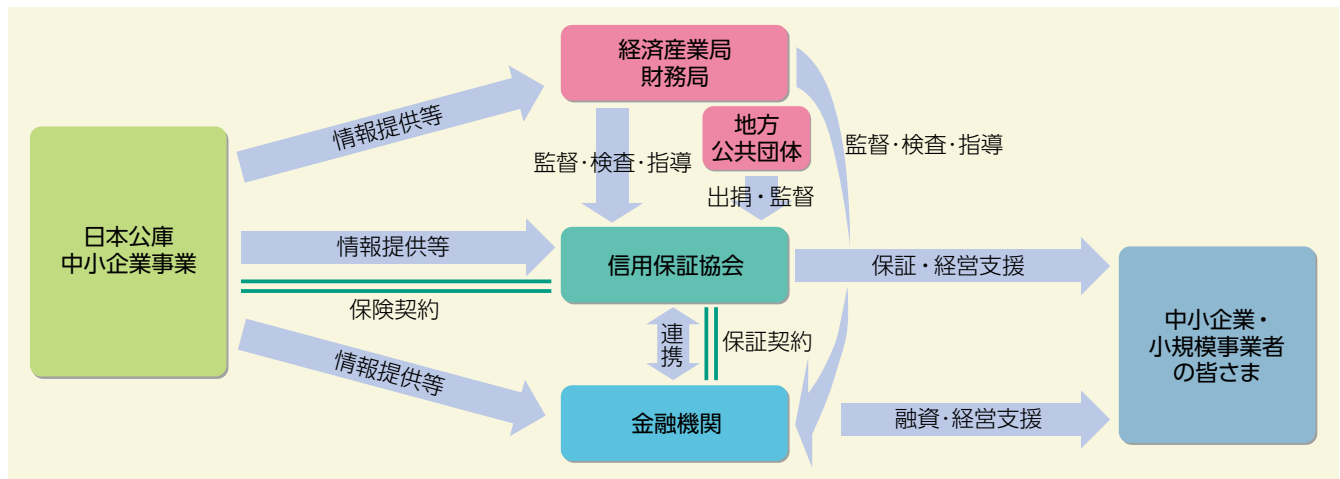 経済産業局
財務局
情報提供等
地方
公共団体
監督・検査・指導
監督・検査・指導
出捐・監督
日本公庫
中小企業事業
情報提供等
信用保証協会
保証・経営支援
保険契約
中小企業・
小規模事業者
の皆さま
連携
保証契約
情報提供等
金融機関
融資・経営支援